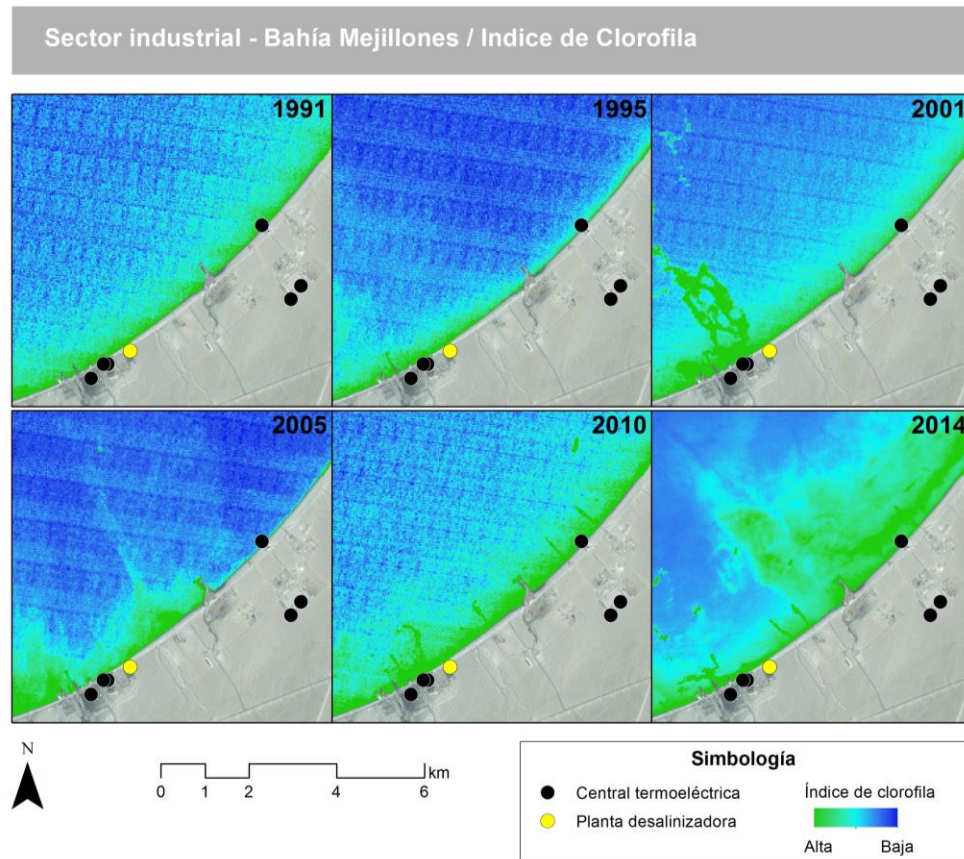 Sector industrial - Bahía Mejillones / Indice de Clorofila
1991
1995
2001
2005
2010
2014
N
0 1 2 4 6 km
Simbología
Central termoeléctrica
Planta desalinizadora
Índice de clorofila
Alta Baja